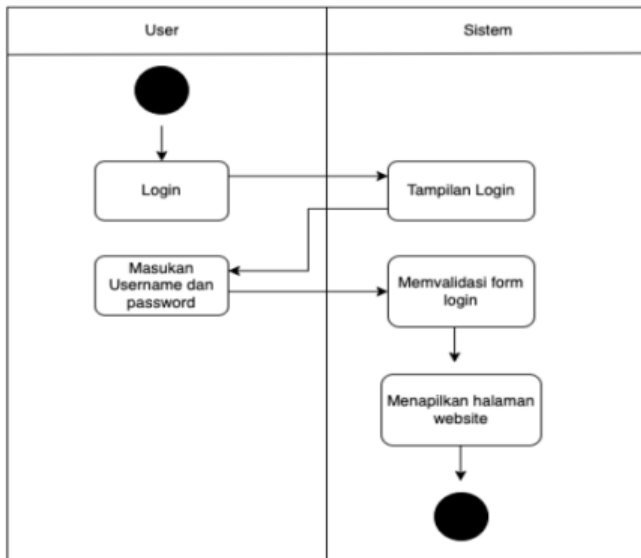 User
Sistem
Login
Tampilan Login
Masukan
Username dan
password
Memvalidasi form
login
Menapilkan halaman
website